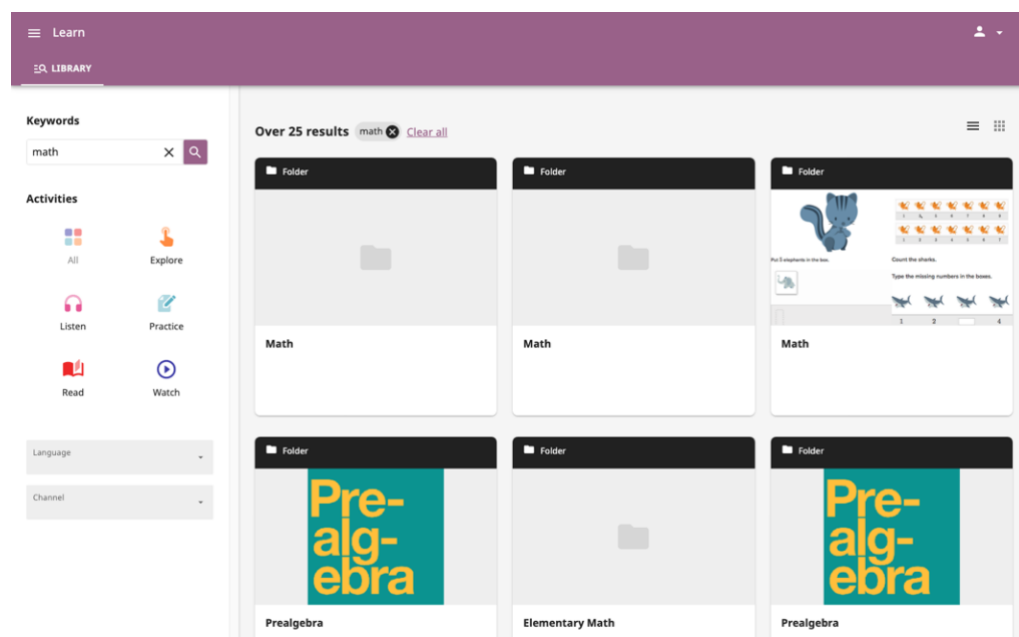 Learn
LIBRARY
Keywords
math
Activities
All
Explore
Listen
Practice
Read
Watch
Language
Channel
Over 25 results math Clear all
Folder
Math
Folder
Math
Folder
Put 5 elephants in the box.
Count the sharks.
Type the missing numbers in the boxes.
1 2 4
Math
Folder
Pre-
alg-
ebra
Prealgebra
Folder
Elementary Math
Folder
Pre-
alg-
ebra
Prealgebra